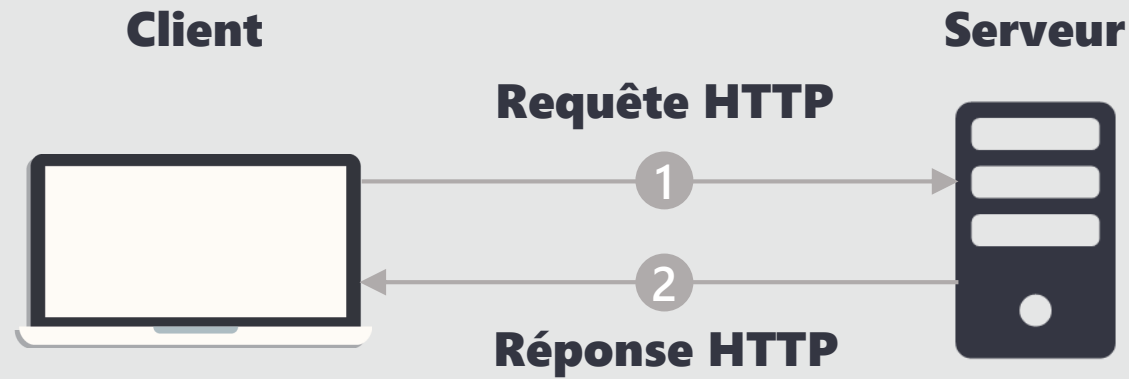 Client
Serveur
Requête HTTP
1
2
Réponse HTTP